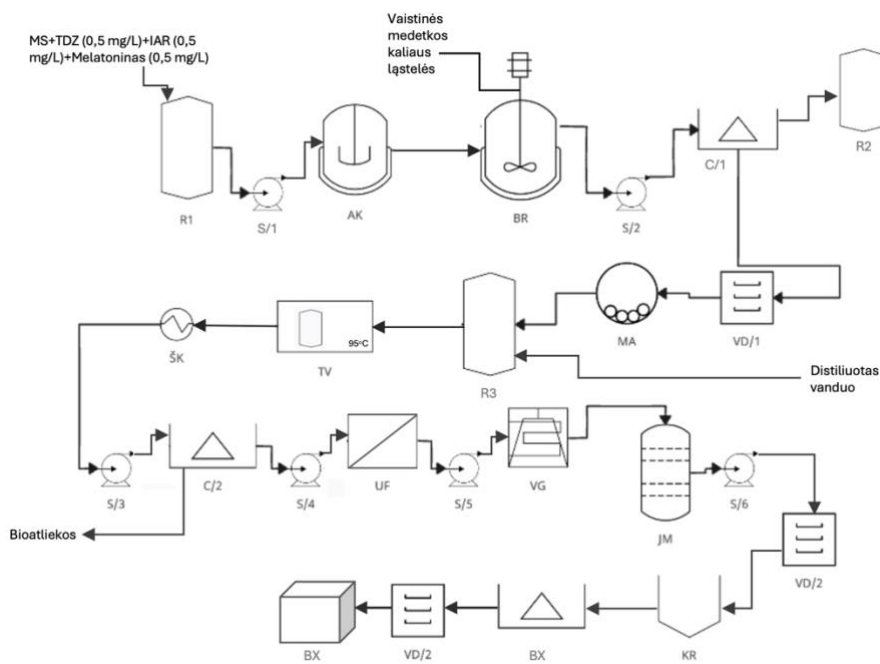 MS+TDZ (0,5 mg/L)+IAR (0,5
mg/L)+Melatoninas (0,5 mg/L)
Vaistinės
medetkos
kaliaus
ląstelės
R1
S/1
AK
BR
S/2
C/1
R2
ŠK
TV
95°C
R3
MA
VD/1
Distiliuotas
vanduo
S/3
C/2
S/4
UF
S/5
VG
JM
S/6
VD/2
Bioatliekos
BX
VD/2
BX
KR